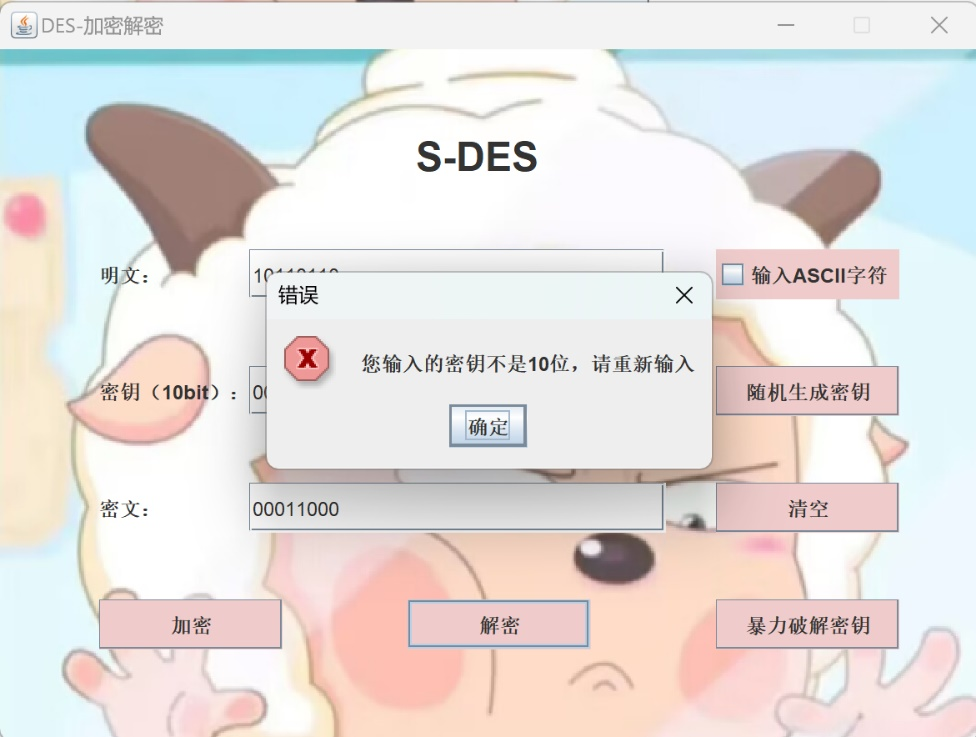 DES-加密解密
S-DES
明文：
输入ASCII字符
错误
您输入的密钥不是10位，请重新输入
确定
密钥（10bit）：
随机生成密钥
密文：
00011000
清空
加密
解密
暴力破解密钥